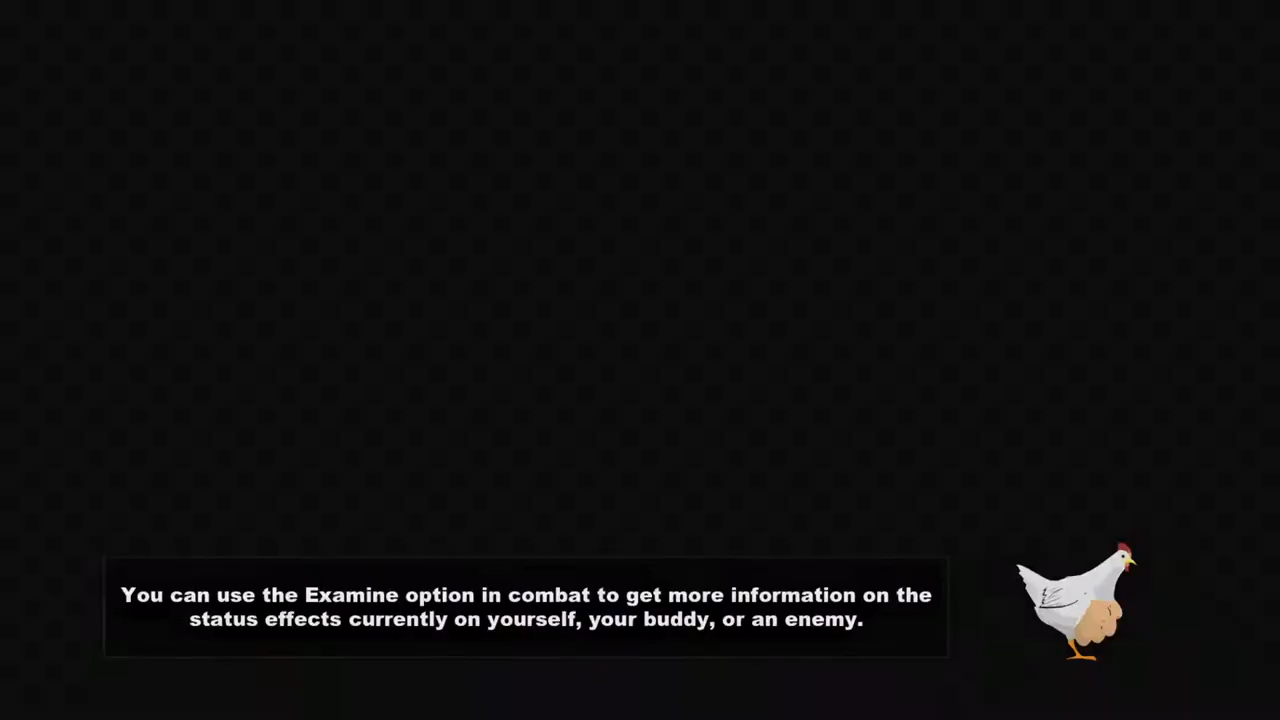 You can use the Examine option in combat to get more information on the
status effects currently on yourself, your buddy, or an enemy.